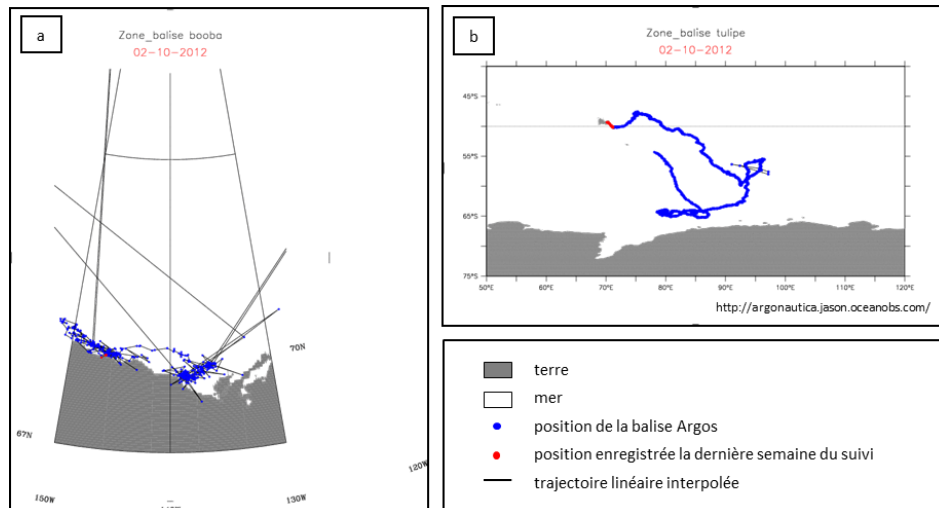 a
Zone_balise booba
02-10-2012
70N
67N
120W
150W
130W
b
Zone_balise tulipe
02-10-2012
45°S
55°S
65°S
75°S
50°E
60°E
70°E
80°E
90°E
100°E
110°E
120°E
http://argonautica.jason.oceanobs.com/
terre
mer
position de la balise Argos
position enregistrée la dernière semaine du suivi
trajectoire linéaire interpolée